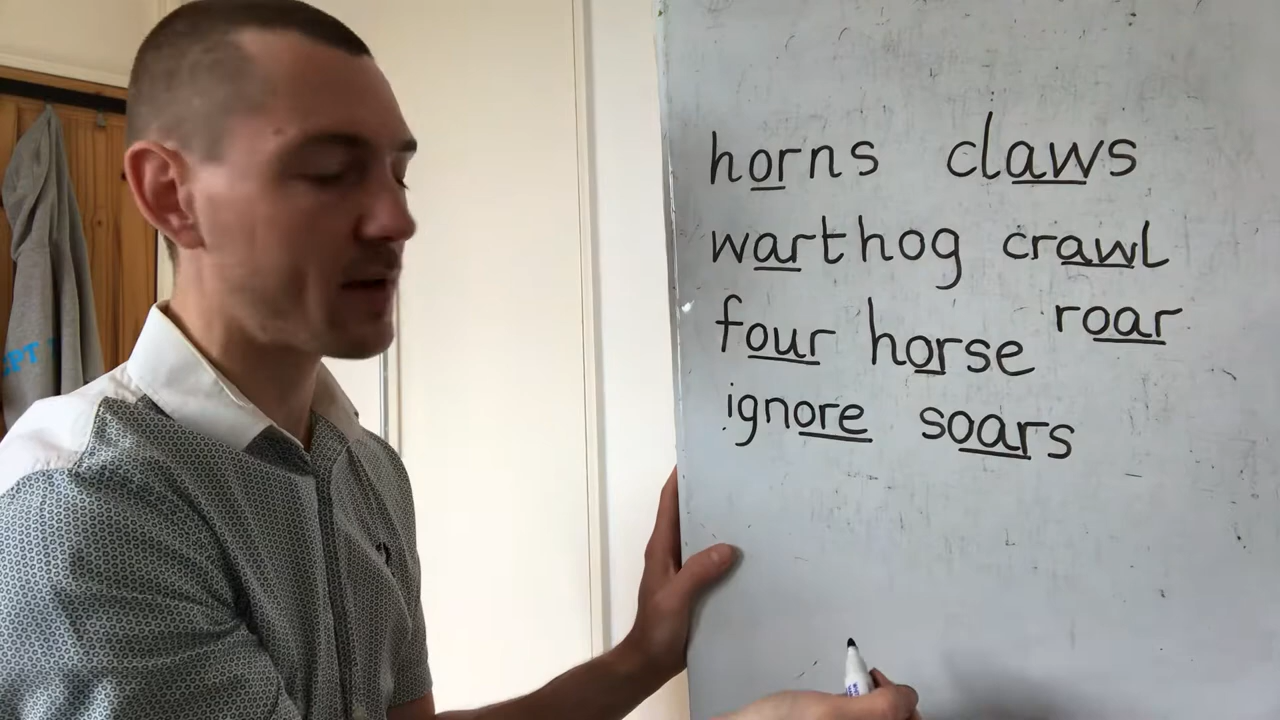 horns claws
warthog crawl
four horse roar
ignore soars